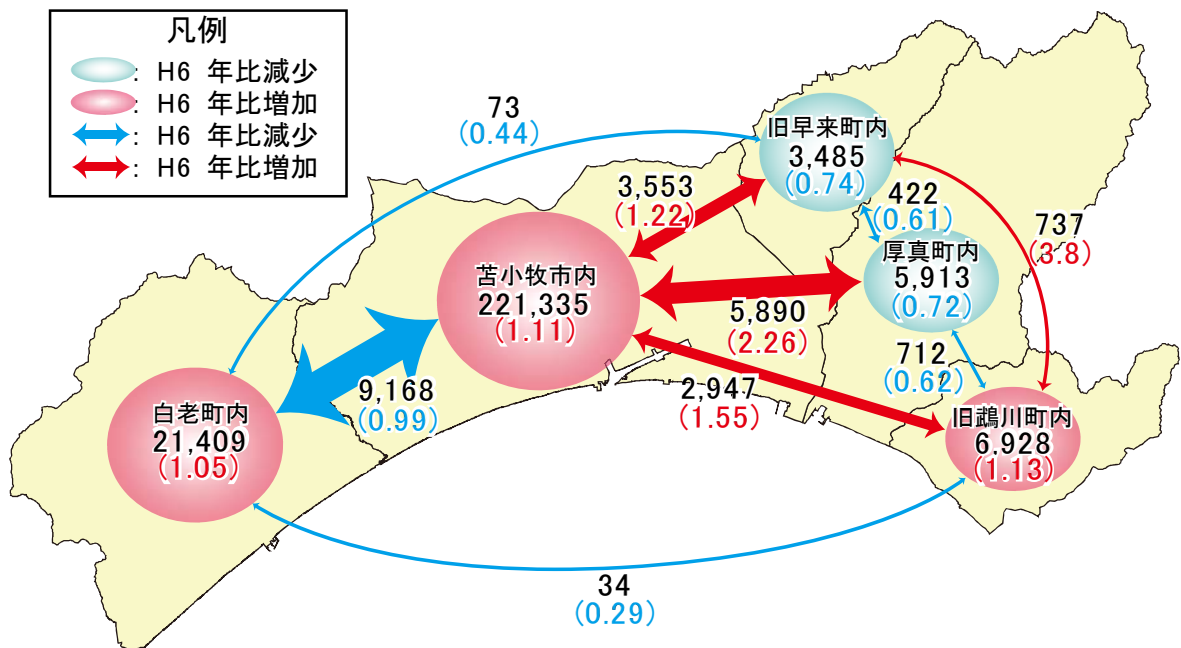 凡例
: H6 年比減少
: H6 年比増加
: H6 年比減少
: H6 年比増加
73
(0.44)
旧早来町内
3,485
(0.74)
3,553
(1.22)
422
(0.61)
737
(3.8)
厚真町内
5,913
(0.72)
苫小牧市内
221,335
(1.11)
5,890
(2.26)
712
(0.62)
9,168
(0.99)
2,947
(1.55)
白老町内
21,409
(1.05)
旧鵡川町内
6,928
(1.13)
34
(0.29)